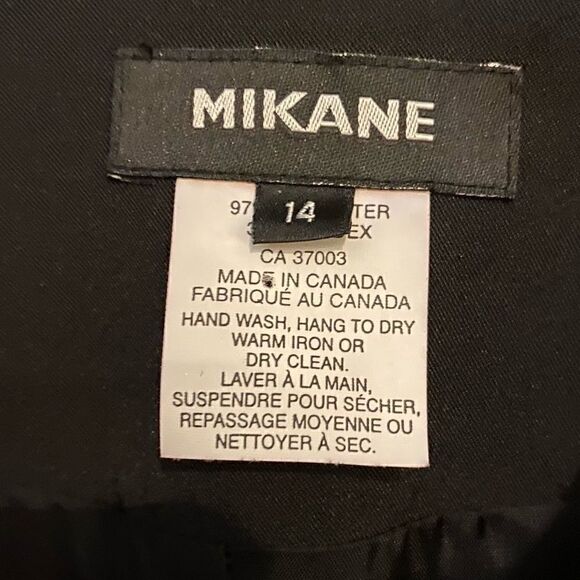 MIKANE
14
CA 37003
MADE IN CANADA
FABRIQUÉ AU CANADA
HAND WASH, HANG TO DRY
WARM IRON OR
DRY CLEAN.
LAVER À LA MAIN,
SUSPENDRE POUR SÉCHER,
REPASSAGE MOYENNE OU
NETTOYER À SEC.